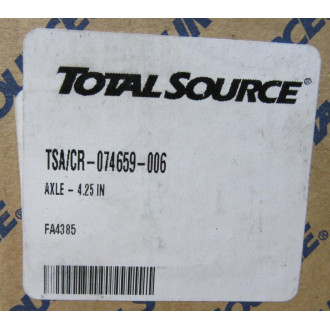 TOTAL SOURCE®
TSA/CR-074659-006
AXLE - 4.25 IN
FA4385